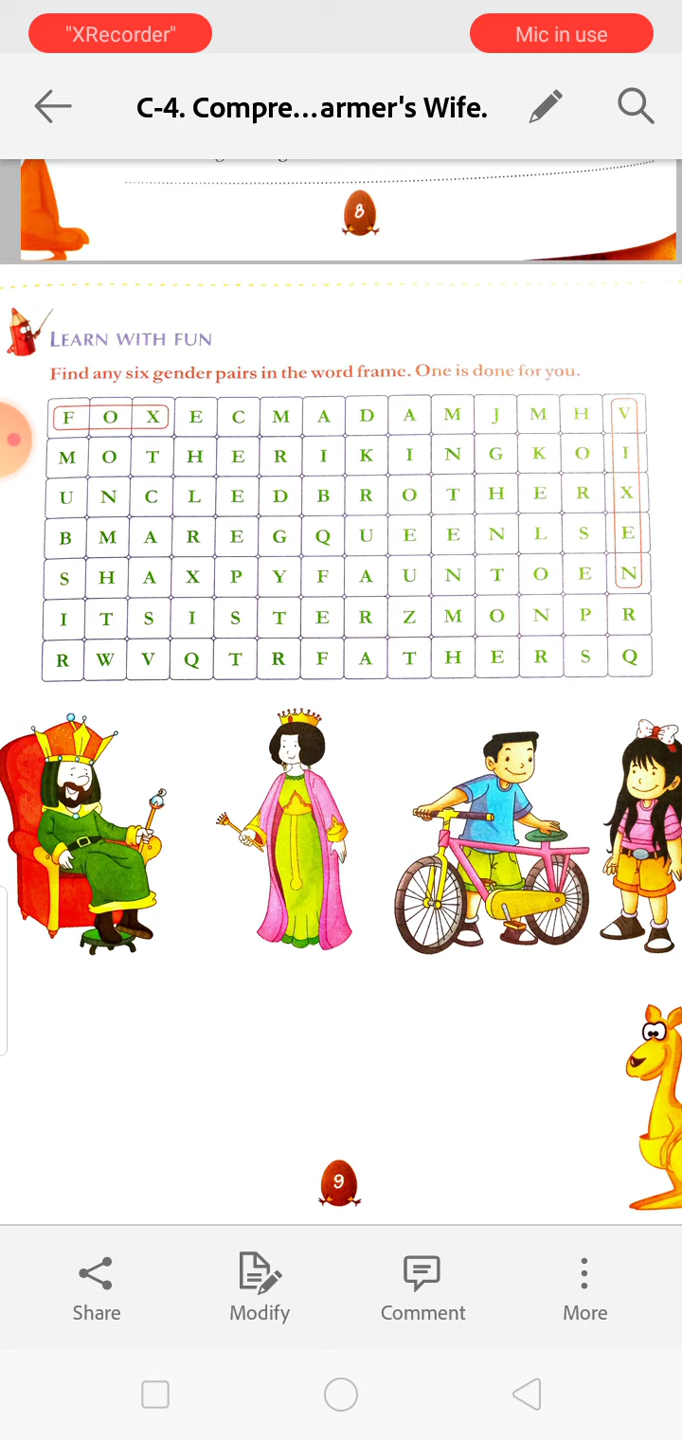 "XRecorder"
Mic in use
C-4. Compre...armer's Wife.
8
LEARN WITH FUN
Find any six gender pairs in the word frame. One is done for you.
F O X E C M A D A M J M H V
M O T H E R I K I N G K O I
U N C L E D B R O T H E R X
B M A R E G Q U E E N L S E
S H A X P Y F A U N T O E N
I T S I S T E R Z M O N P R
R W V Q T R F A T H E R S Q
9
Share
Modify
Comment
More